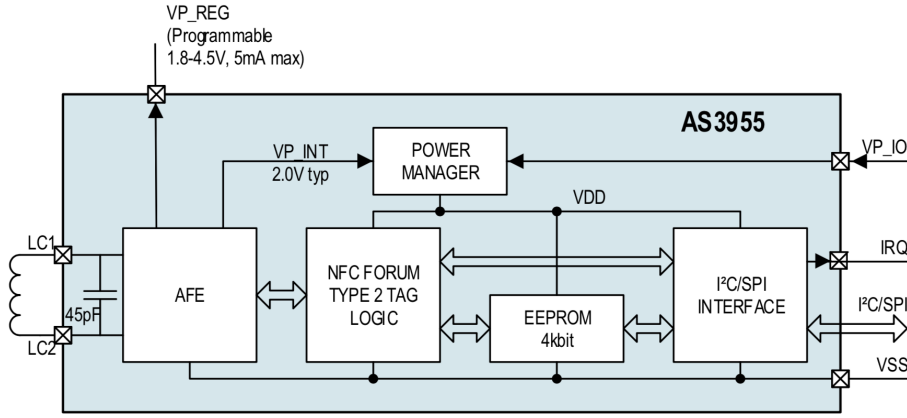 VP_REG
(Programmable
1.8-4.5V, 5mA max)
AS3955
VP_INT
2.0V typ
POWER
MANAGER
VP_IO
VDD
LC1
45pF
LC2
AFE
NFC FORUM
TYPE 2 TAG
LOGIC
EEPROM
4kbit
I²C/SPI
INTERFACE
IRQ
I²C/SPI
VSS